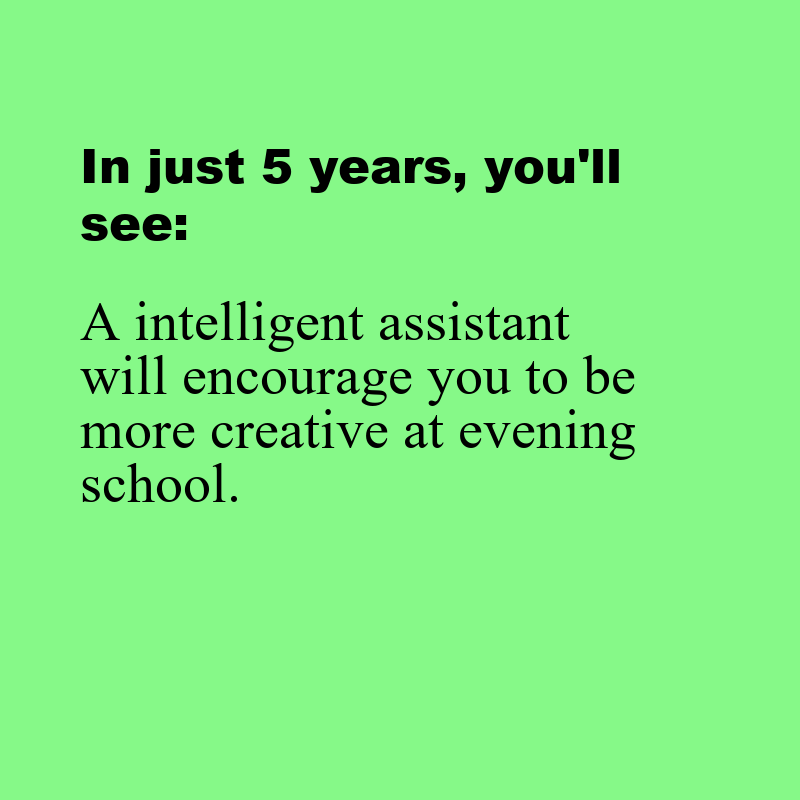 In just 5 years, you'll
see:
A intelligent assistant
will encourage you to be
more creative at evening
school.